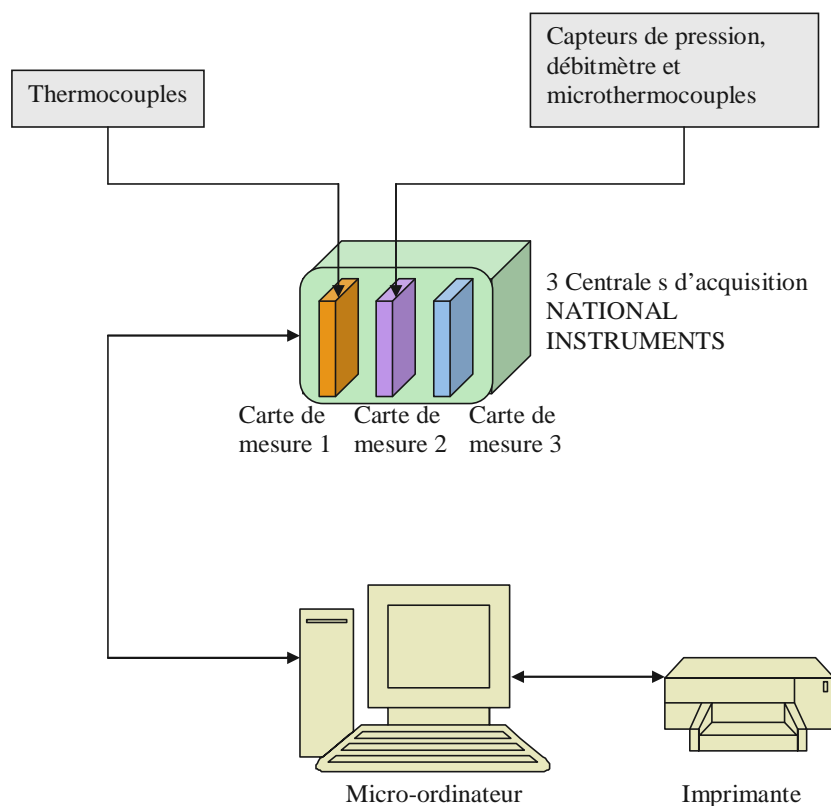 Capteurs de pression,
débitmètre et
microthermocouples
Thermocouples
3 Centrale s d’acquisition
NATIONAL
INSTRUMENTS
Carte de
mesure 1
Carte de
mesure 2
Carte de
mesure 3
Micro-ordinateur
Imprimante